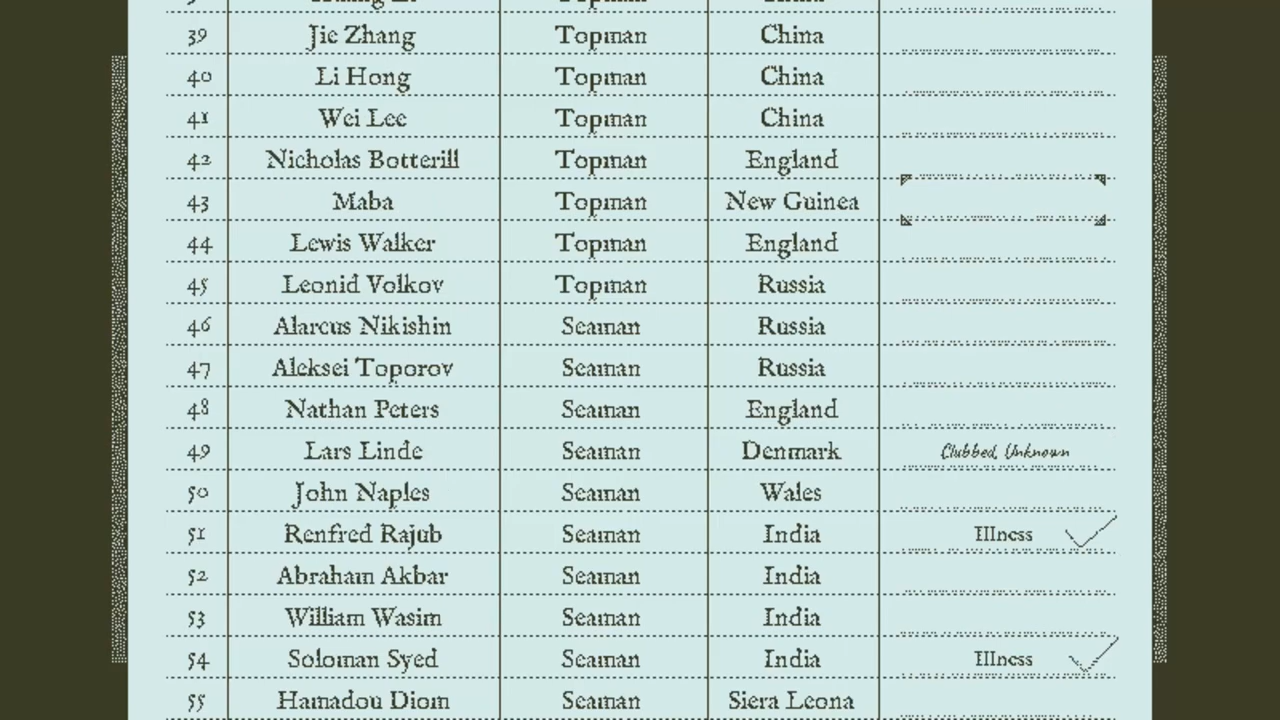 39 Jie Zhang Topman China
40 Li Hong Topman China
41 Wei Lee Topman China
42 Nicholas Botterill Topman England
43 Maba Topman New Guinea
44 Lewis Walker Topman England
45 Leonid Volkov Topman Russia
46 Alarcus Nikishin Seaman Russia
47 Aleksei Toporov Seaman Russia
48 Nathan Peters Seaman England
49 Lars Linde Seaman Denmark Clubbed, Unknown
50 John Naples Seaman Wales
51 Renfred Rajub Seaman India Illness
52 Abraham Akbar Seaman India
53 William Wasim Seaman India
54 Soloman Syed Seaman India Illness
55 Hamadou Diom Seaman Siera Leona